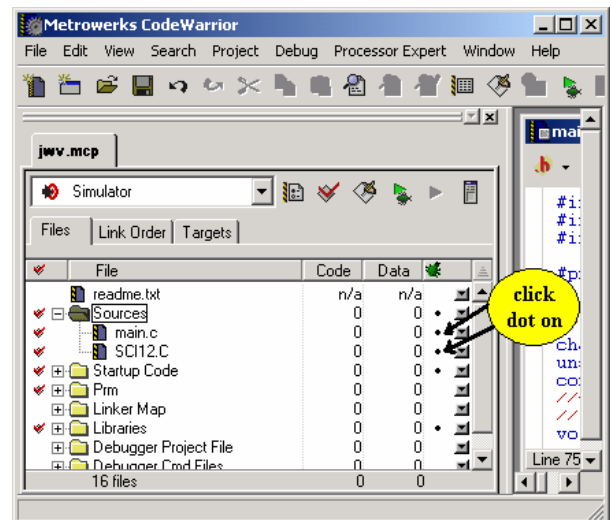 Metrowerks CodeWarrior
File Edit View Search Project Debug Processor Expert Window Help
jwv.mcp
mai
Simulator
.h
Files Link Order Targets
#i
#i
#i
File Code Data
#p
readme.txt n/a n/a
Sources 0 0
main.c 0 0
SCI12.C 0 0
Startup Code 0 0
Prm 0 0
Linker Map 0 0
Libraries 0 0
Debugger Project File 0 0
Debugger Cmd Files 0 0
16 files 0 0
click
dot on
ch
uns
co
//
//
vo
Line 75